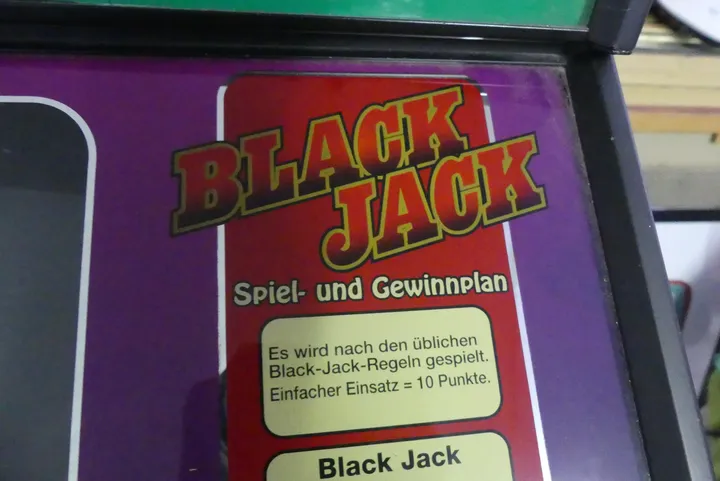 BLACK
JACK
Spiel- und Gewinnplan
Es wird nach den üblichen
Black-Jack-Regeln gespielt.
Einfacher Einsatz = 10 Punkte.
Black Jack